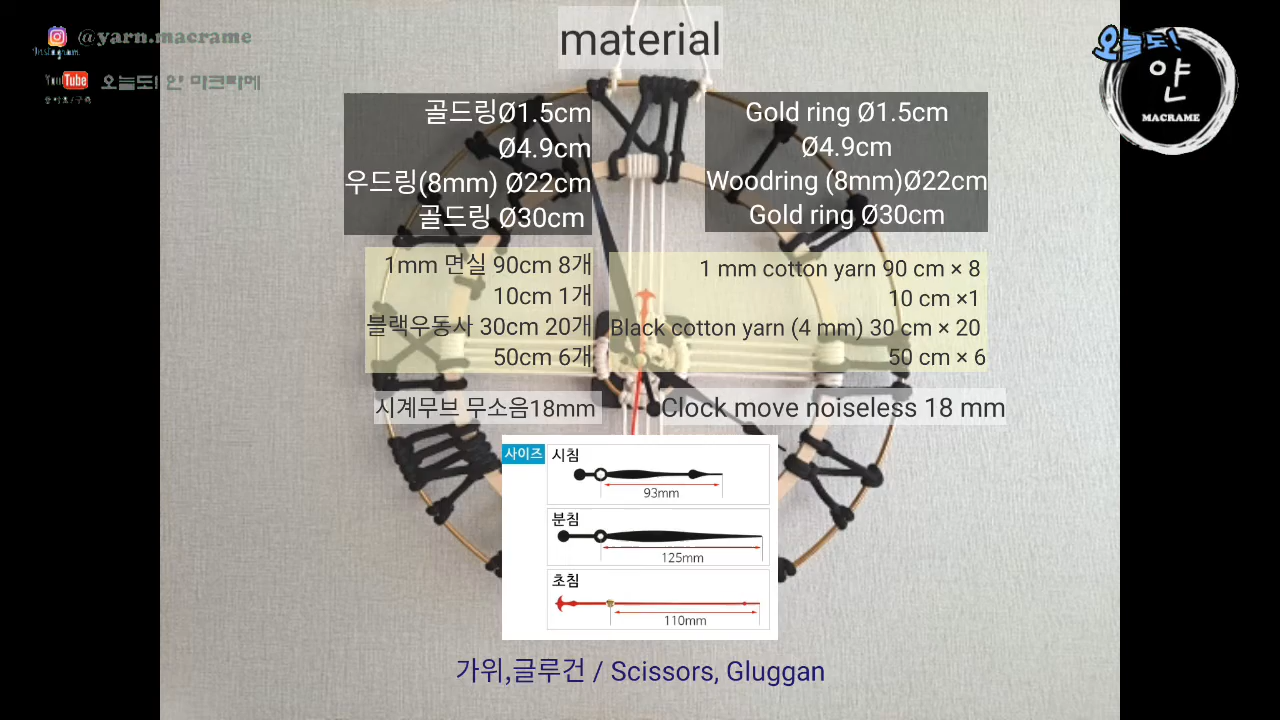 material
@yarn.macrame
Instagram
YouTube 오늘도! 얀 마크라메
오늘도!
얀
MACRAME
골드링Ø1.5cm
Ø4.9cm
우드링(8mm) Ø22cm
골드링 Ø30cm
Gold ring Ø1.5cm
Ø4.9cm
Woodring (8mm)Ø22cm
Gold ring Ø30cm
1mm 면실 90cm 8개
10cm 1개
블랙우동사 30cm 20개
50cm 6개
1 mm cotton yarn 90 cm × 8
10 cm ×1
Black cotton yarn (4 mm) 30 cm × 20
50 cm × 6
시계무브 무소음18mm
Clock move noiseless 18 mm
사이즈
시침
93mm
분침
125mm
초침
110mm
가위,글루건 / Scissors, Gluggan